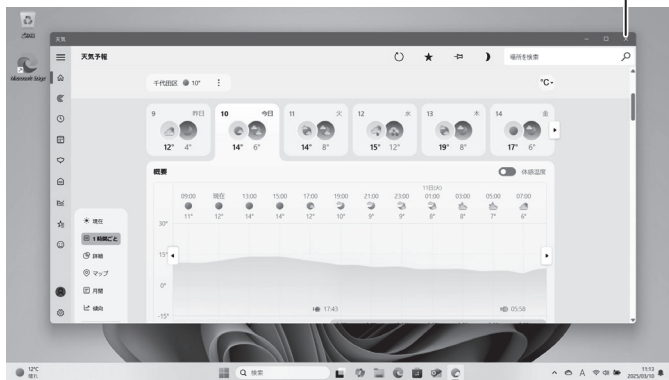 ごみ箱
Microsoft Edge
天気
天気予報
場所を検索
千代田区 10°
°C
9 昨日
12° 4°
10 今日
14° 6°
11 火
14° 8°
12 水
15° 12°
13 木
19° 8°
14 金
17° 6°
概要
体感温度
11日(火)
09:00 現在 13:00 15:00 17:00 19:00 21:00 23:00 01:00 03:00 05:00 07:00
11° 12° 14° 14° 12° 10° 9° 9° 8° 8° 7° 6°
30°
15°
0°
-15°
17:43
05:58
現在
1 時間ごと
詳細
マップ
月間
傾向
12°C
晴れ
検索
A
11:13
2025/03/10